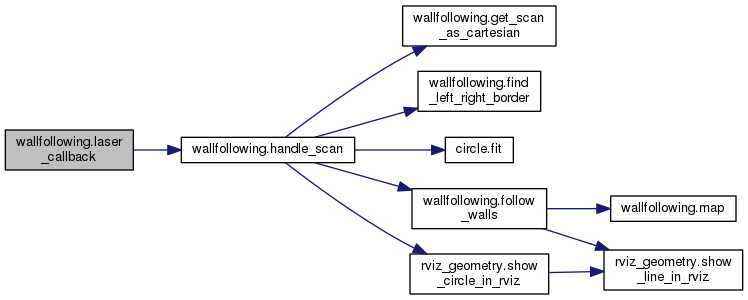 wallfollowing.laser
_callback
wallfollowing.handle_scan
wallfollowing.get_scan
_as_cartesian
wallfollowing.find
_left_right_border
circle.fit
wallfollowing.follow
_walls
rviz_geometry.show
_circle_in_rviz
wallfollowing.map
rviz_geometry.show
_line_in_rviz